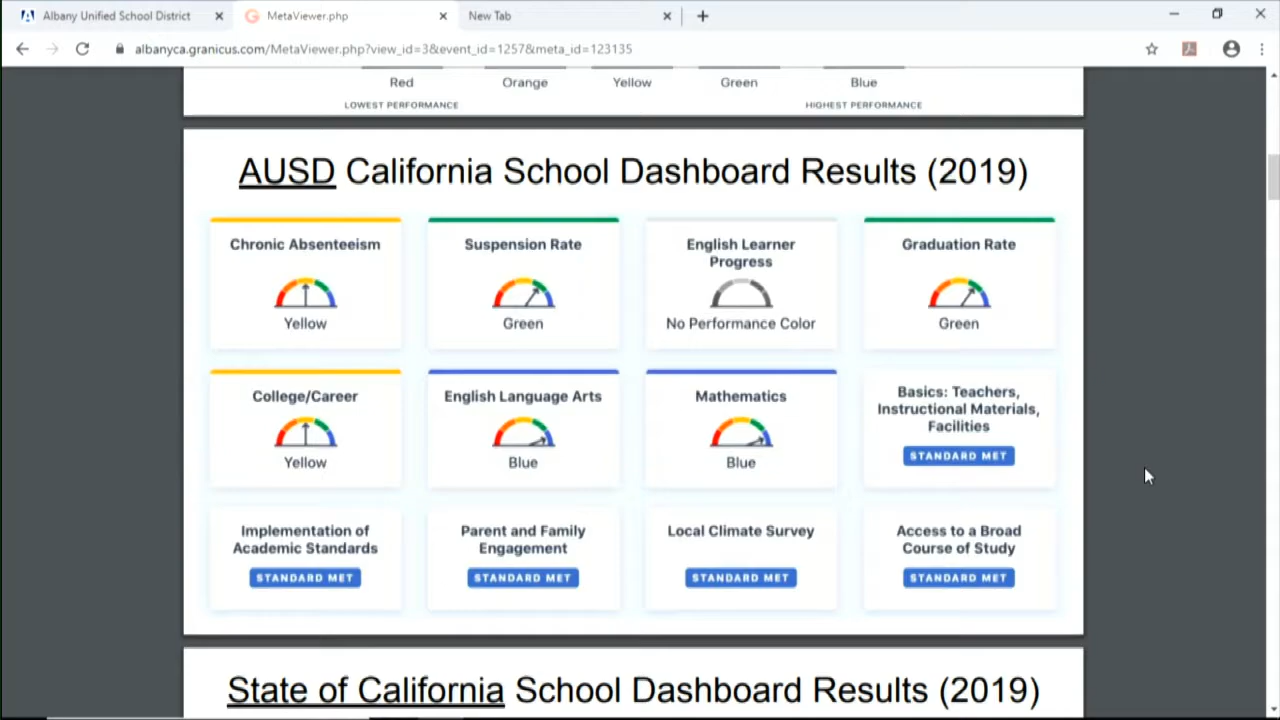 Albany Unified School District
MetaViewer.php
New Tab
albanyca.granicus.com/MetaViewer.php?view_id=3&event_id=1257&meta_id=123135
Red Orange Yellow Green Blue
LOWEST PERFORMANCE HIGHEST PERFORMANCE
AUSD California School Dashboard Results (2019)
Chronic Absenteeism
Yellow
Suspension Rate
Green
English Learner
Progress
No Performance Color
Graduation Rate
Green
College/Career
Yellow
English Language Arts
Blue
Mathematics
Blue
Basics: Teachers,
Instructional Materials,
Facilities
STANDARD MET
Implementation of
Academic Standards
STANDARD MET
Parent and Family
Engagement
STANDARD MET
Local Climate Survey
STANDARD MET
Access to a Broad
Course of Study
STANDARD MET
State of California School Dashboard Results (2019)